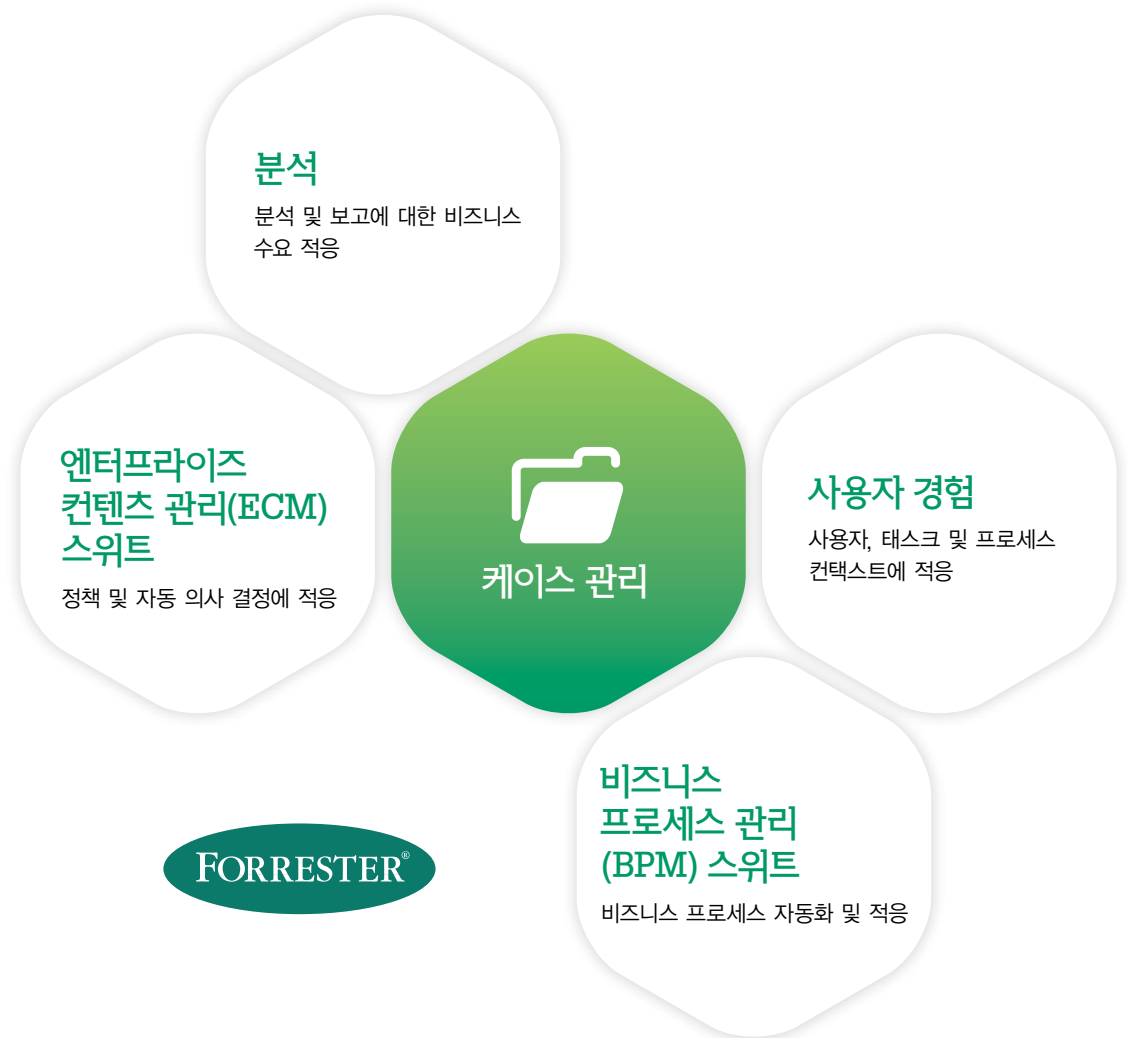 분석
분석 및 보고에 대한 비즈니스
수요 적응
엔터프라이즈
컨텐츠 관리(ECM)
스위트
정책 및 자동 의사 결정에 적응
케이스 관리
사용자 경험
사용자, 태스크 및 프로세스
컨택스트에 적응
비즈니스
프로세스 관리
(BPM) 스위트
비즈니스 프로세스 자동화 및 적응
FORRESTER®